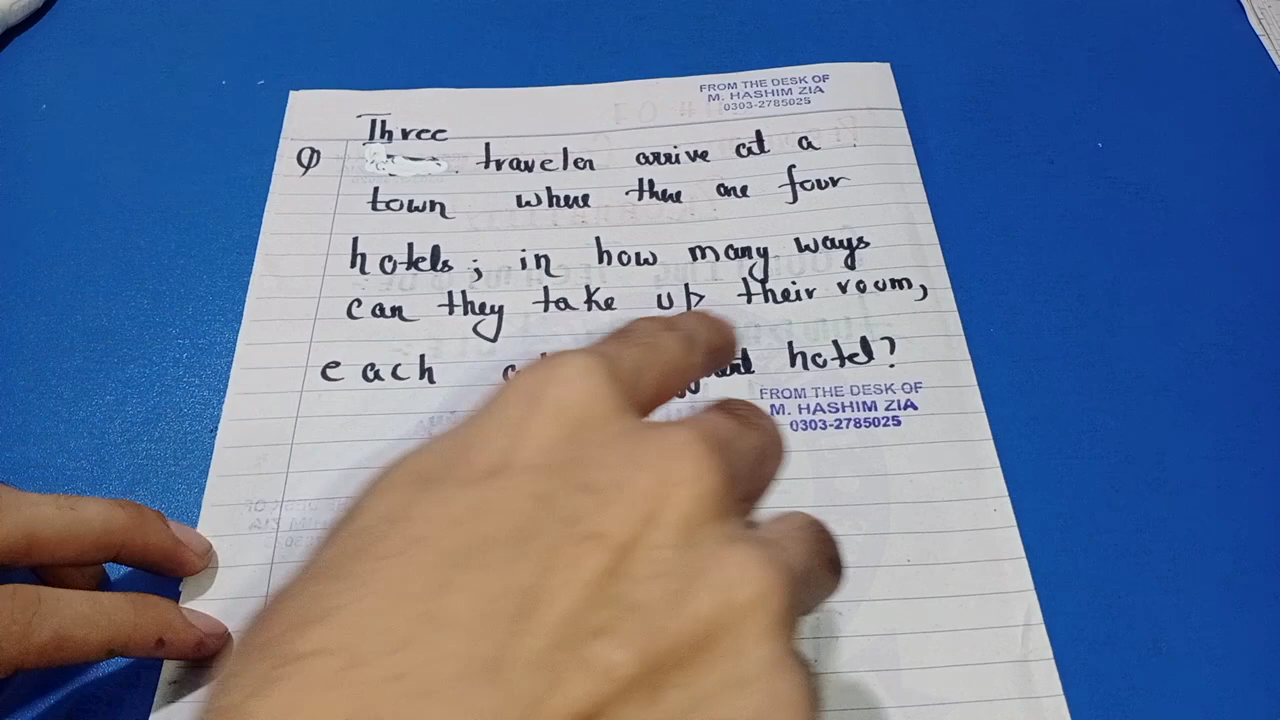 FROM THE DESK OF
M. HASHIM ZIA
0303-2785025
Three
Q traveler arrive at a
town where there are four
hotels; in how many ways
can they take up their room,
each hotel?
FROM THE DESK OF
M. HASHIM ZIA
0303-2785025